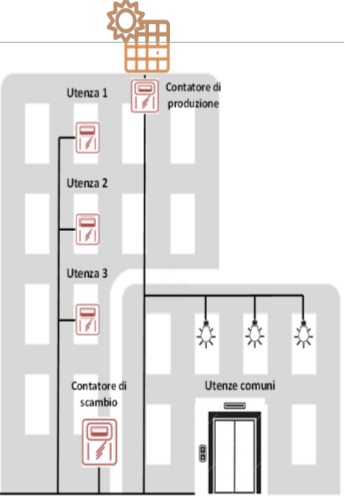 Utenza 1
Contatore di
produzione
Utenza 2
Utenza 3
Contatore di
scambio
Utenze comuni